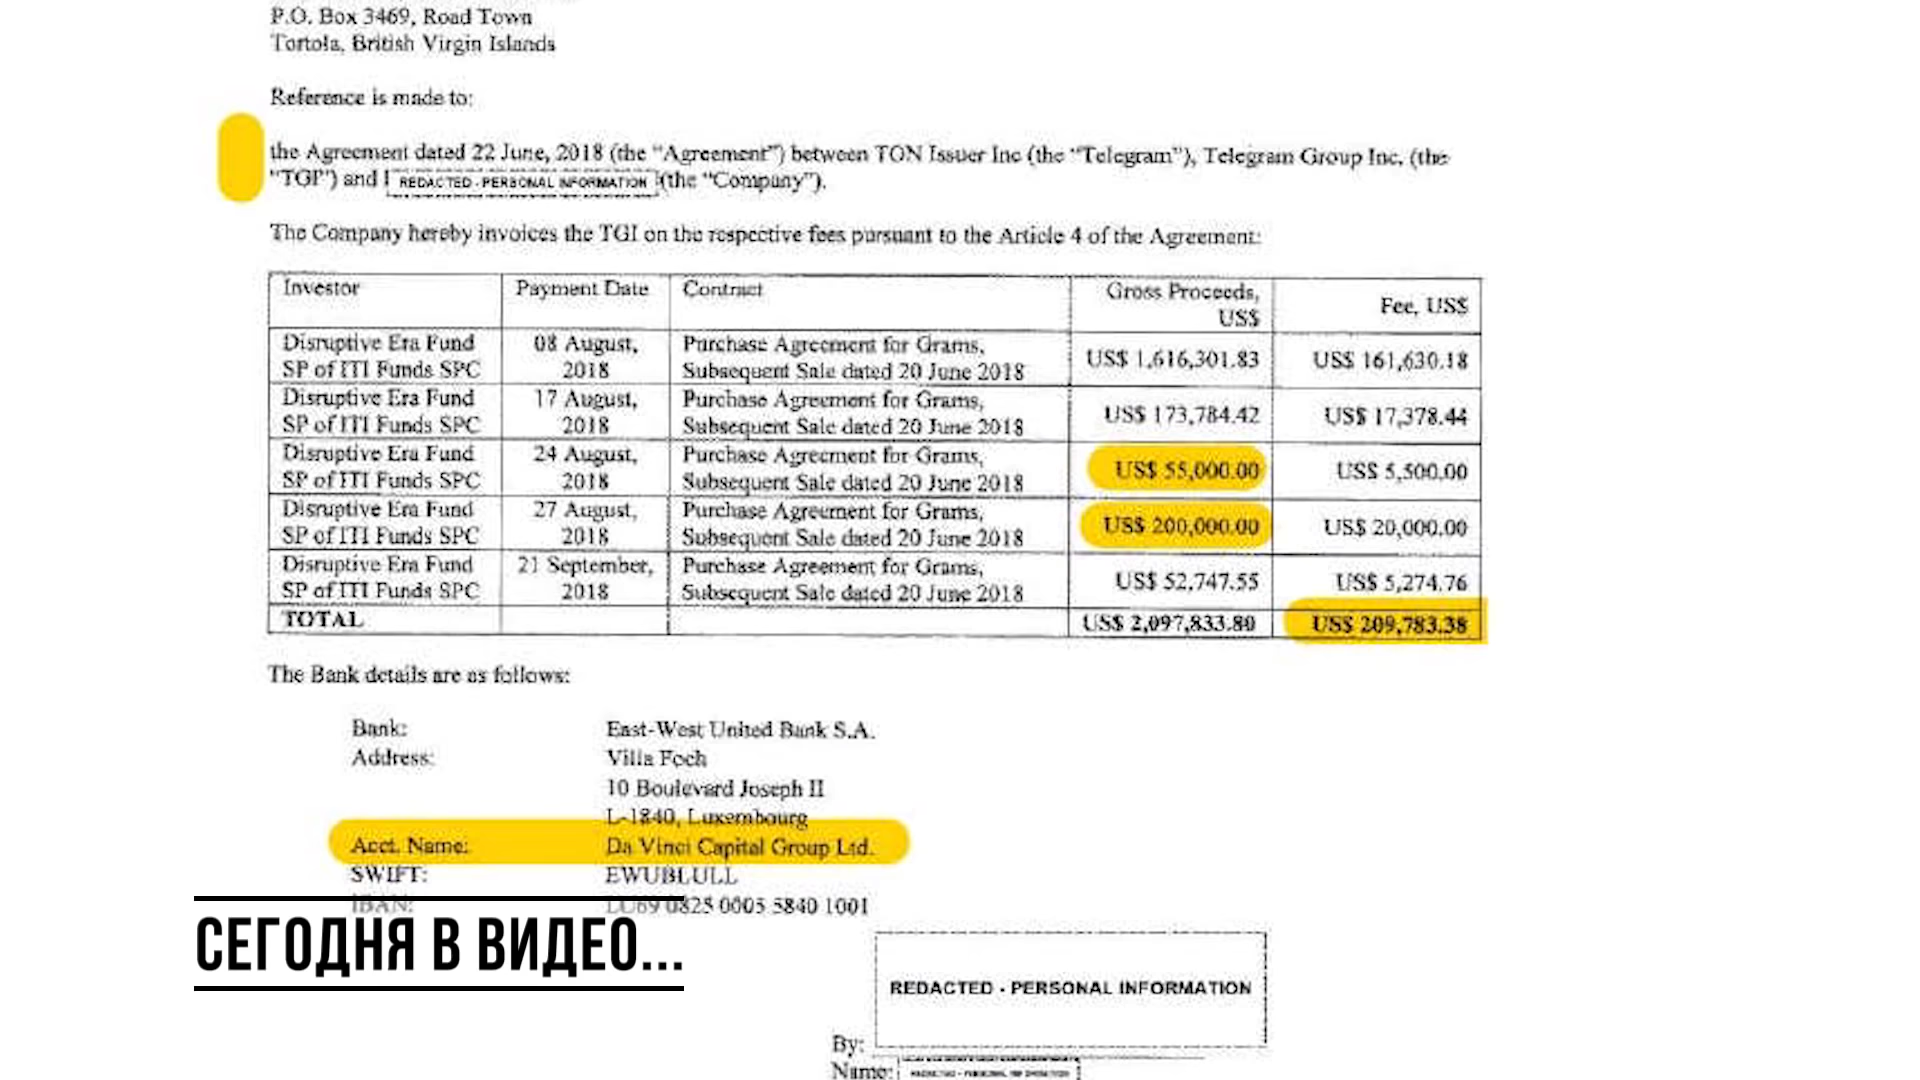 P.O. Box 3469, Road Town
Tortola, British Virgin Islands
Reference is made to:
the Agreement dated 22 June, 2018 (the “Agreement”) between TON Issuer Inc (the “Telegram”), Telegram Group Inc. (the
“TGI”) and REDACTED - PERSONAL INFORMATION (the “Company”).
The Company hereby invoices the TGI on the respective fees pursuant to the Article 4 of the Agreement:
Investor Payment Date Contract Gross Proceeds, US$ Fee, US$
Disruptive Era Fund 08 August, Purchase Agreement for Grams, US$ 1,616,301.83 US$ 161,630.18
SP of ITI Funds SPC 2018 Subsequent Sale dated 20 June 2018
Disruptive Era Fund 17 August, Purchase Agreement for Grams, US$ 173,784.42 US$ 17,378.44
SP of ITI Funds SPC 2018 Subsequent Sale dated 20 June 2018
Disruptive Era Fund 24 August, Purchase Agreement for Grams, US$ 55,000.00 US$ 5,500.00
SP of ITI Funds SPC 2018 Subsequent Sale dated 20 June 2018
Disruptive Era Fund 27 August, Purchase Agreement for Grams, US$ 200,000.00 US$ 20,000.00
SP of ITI Funds SPC 2018 Subsequent Sale dated 20 June 2018
Disruptive Era Fund 21 September, Purchase Agreement for Grams, US$ 52,747.55 US$ 5,274.76
SP of ITI Funds SPC 2018 Subsequent Sale dated 20 June 2018
TOTAL US$ 2,097,833.80 US$ 209,783.38
The Bank details are as follows:
Bank: East-West United Bank S.A.
Address: Villa Foch
10 Boulevard Joseph II
L-1840, Luxembourg
Acct. Name: Da Vinci Capital Group Ltd.
SWIFT: EWUBLULL
IBAN: LU69 0825 0005 5840 1001
СЕГОДНЯ В ВИДЕО...
REDACTED - PERSONAL INFORMATION
By:
Name: REDACTED - PERSONAL INFORMATION